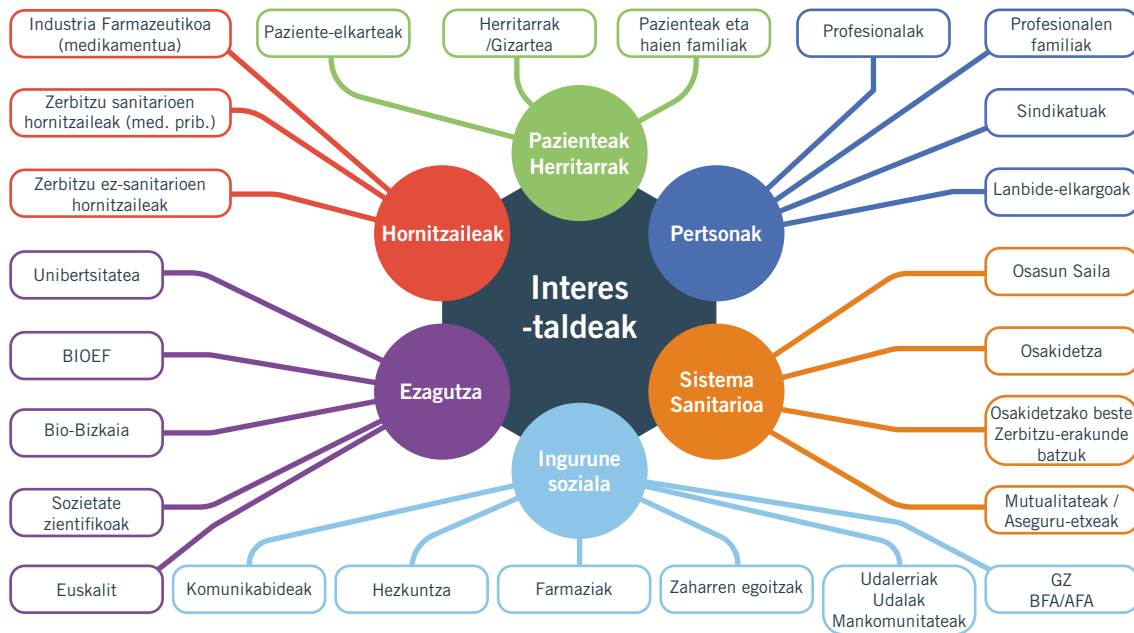 Industria Farmazeutikoa
(medikamentua)
Paziente-elkarteak
Herritarrak
/Gizartea
Pazienteak eta
haien familiak
Profesionalak
Profesionalen
familiak
Zerbitzu sanitarioen
hornitzaileak (med. prib.)
Sindikatuak
Zerbitzu ez-sanitarioen
hornitzaileak
Lanbide-elkargoak
Pazienteak
Herritarrak
Hornitzaileak
Pertsonak
Interes
-taldeak
Unibertsitatea
Osasun Saila
BIOEF
Osakidetza
Ezagutza
Sistema
Sanitarioa
Bio-Bizkaia
Osakidetzako beste
Zerbitzu-erakunde
batzuk
Ingurune
soziala
Sozietate
zientifikoak
Mutualitateak /
Aseguru-etxeak
Euskalit
Komunikabideak
Hezkuntza
Farmaziak
Zaharren egoitzak
Udalerriak
Udalak
Mankomunitateak
GZ
BFA/AFA